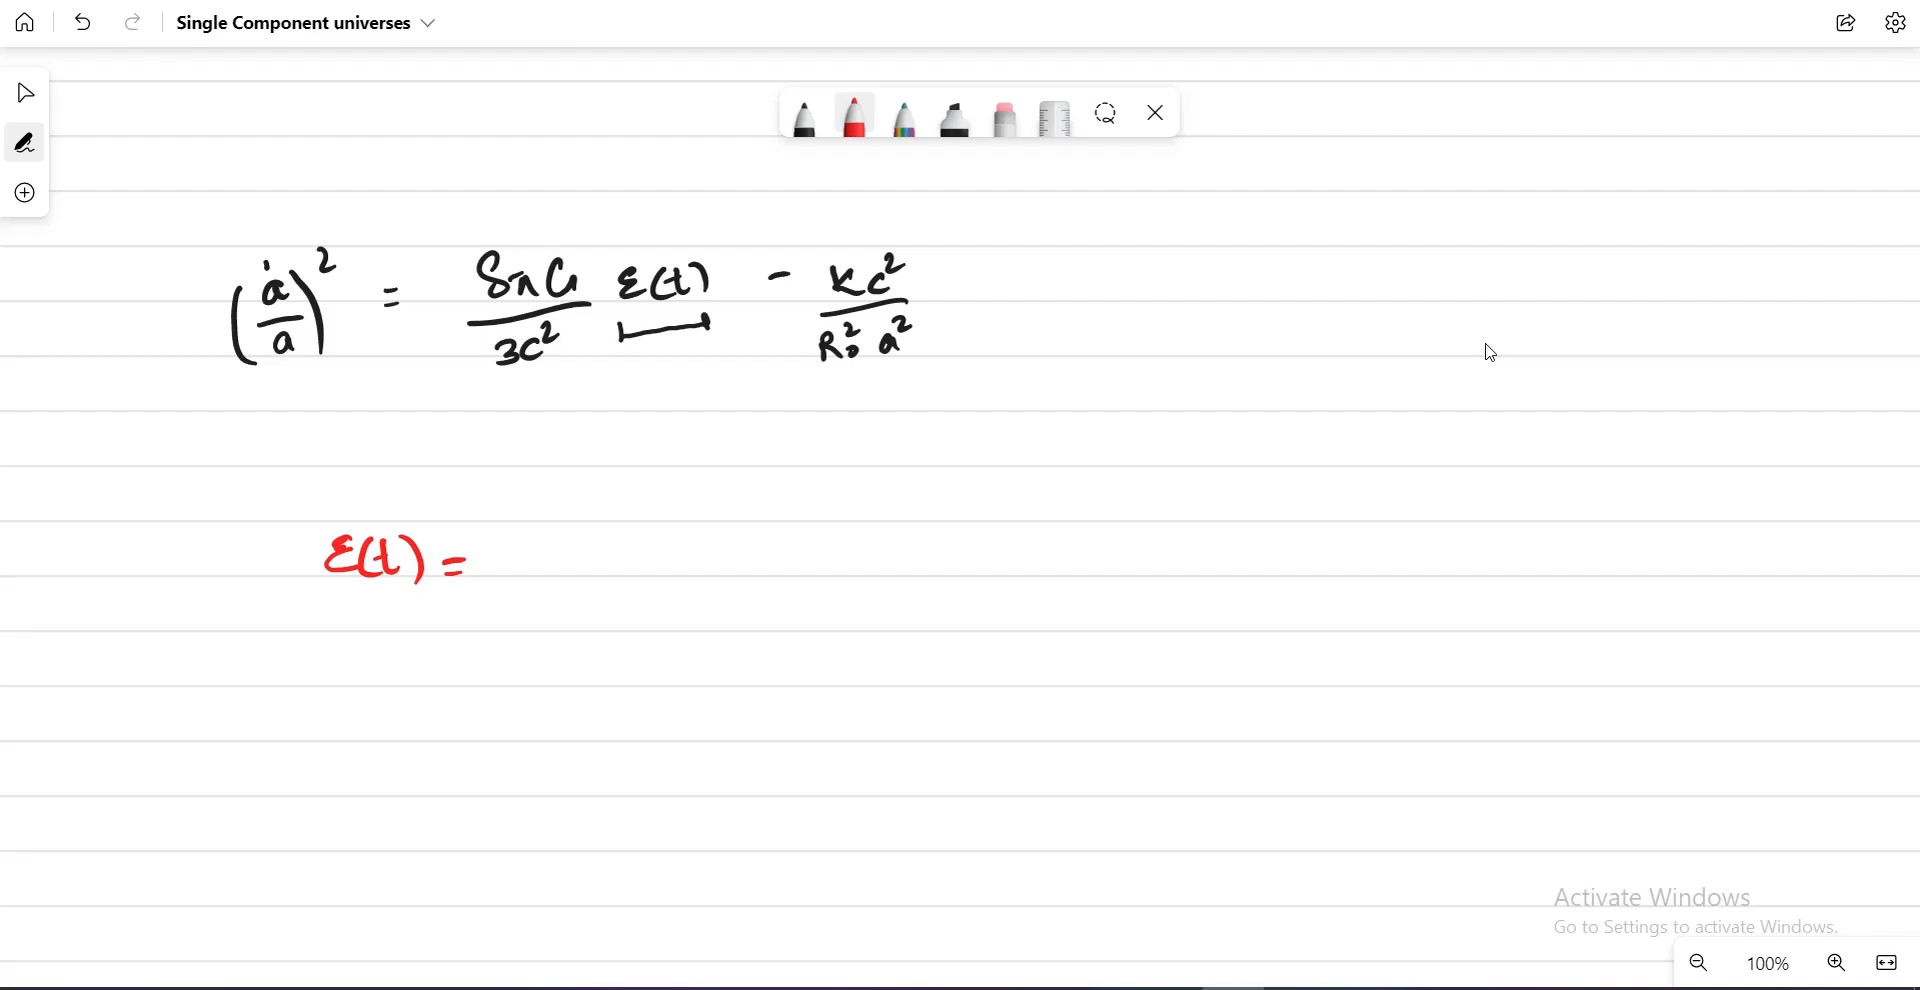 Single Component universes
(ȧ/a)² = 8πG/3c² ε(t) - κc²/R₀² a²
ε(t) =
Activate Windows
Go to Settings to activate Windows.
100%